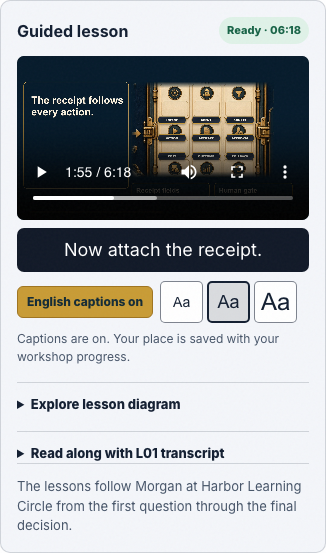 Guided lesson
Ready · 06:18
The receipt follows
every action.
1:55 / 6:18
Receipt fields
Human gate
Now attach the receipt.
English captions on
Aa
Aa
Aa
Captions are on. Your place is saved with your
workshop progress.
Explore lesson diagram
Read along with L01 transcript
The lessons follow Morgan at Harbor Learning
Circle from the first question through the final
decision.